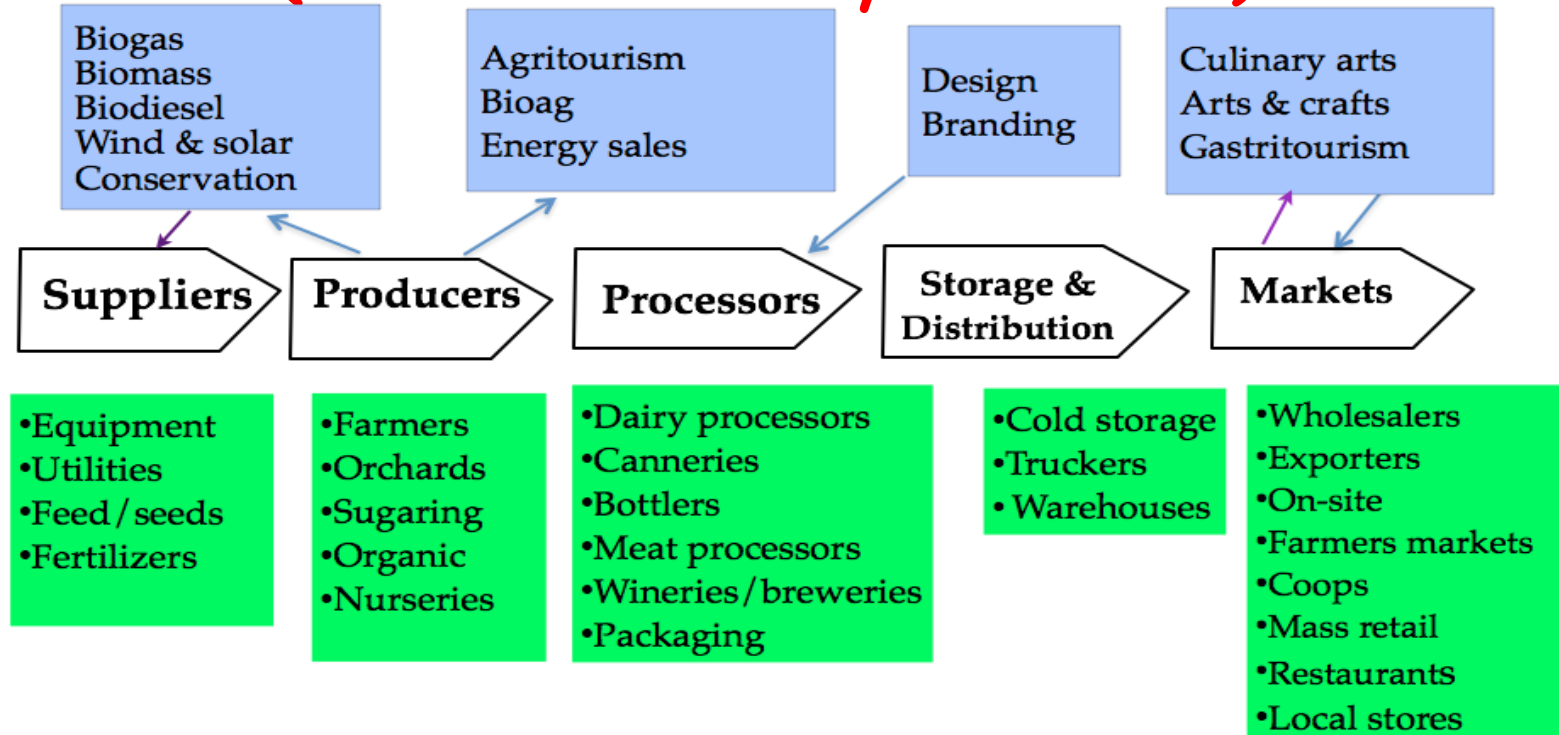 Biogas
Biomass
Biodiesel
Wind & solar
Conservation
Agritourism
Bioag
Energy sales
Design
Branding
Culinary arts
Arts & crafts
Gastritourism
Suppliers
Producers
Processors
Storage &
Distribution
Markets
•Equipment
•Utilities
•Feed/seeds
•Fertilizers
•Farmers
•Orchards
•Sugaring
•Organic
•Nurseries
•Dairy processors
•Canneries
•Bottlers
•Meat processors
•Wineries/breweries
•Packaging
•Cold storage
•Truckers
• Warehouses
•Wholesalers
•Exporters
•On-site
•Farmers markets
•Coops
•Mass retail
•Restaurants
•Local stores